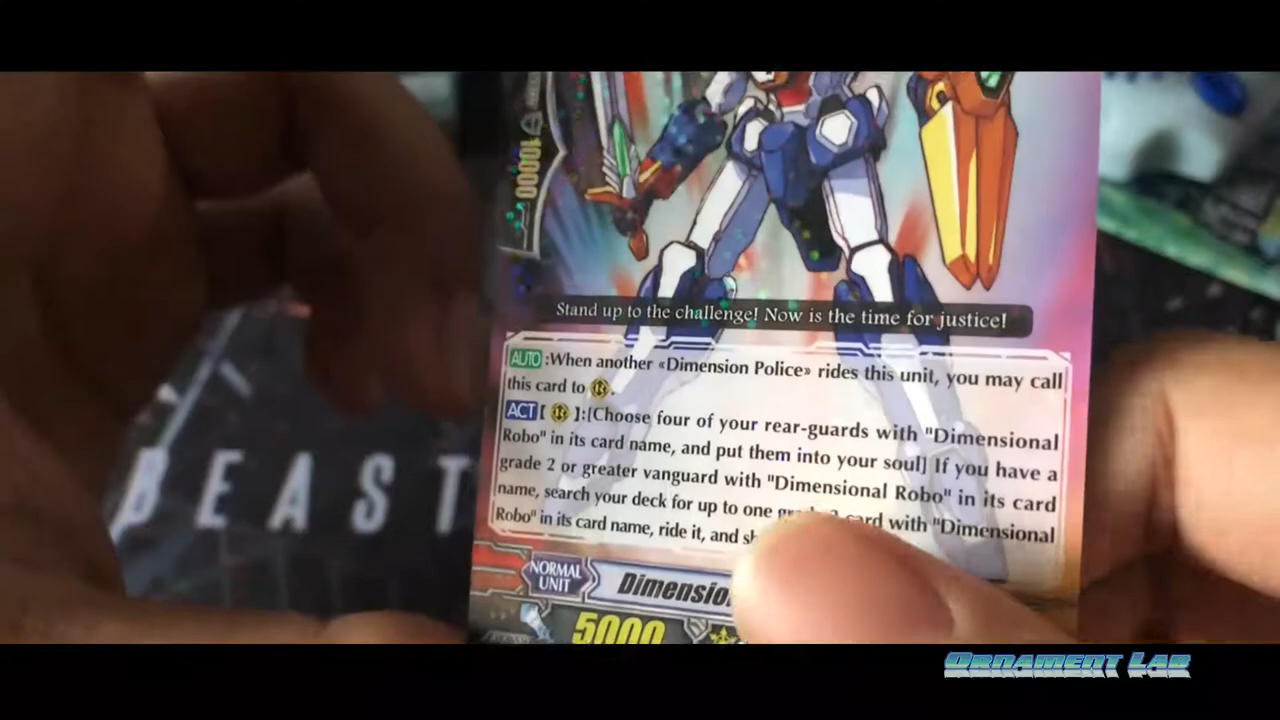 10000
Stand up to the challenge! Now is the time for justice!
AUTO :When another «Dimension Police» rides this unit, you may call
this card to R.
ACT [ R ]:[Choose four of your rear-guards with "Dimensional
Robo" in its card name, and put them into your soul] If you have a
grade 2 or greater vanguard with "Dimensional Robo" in its card
name, search your deck for up to one card with "Dimensional
Robo" in its card name, ride it, and
NORMAL
UNIT
5000
BEAST
ORNAMENT LAB